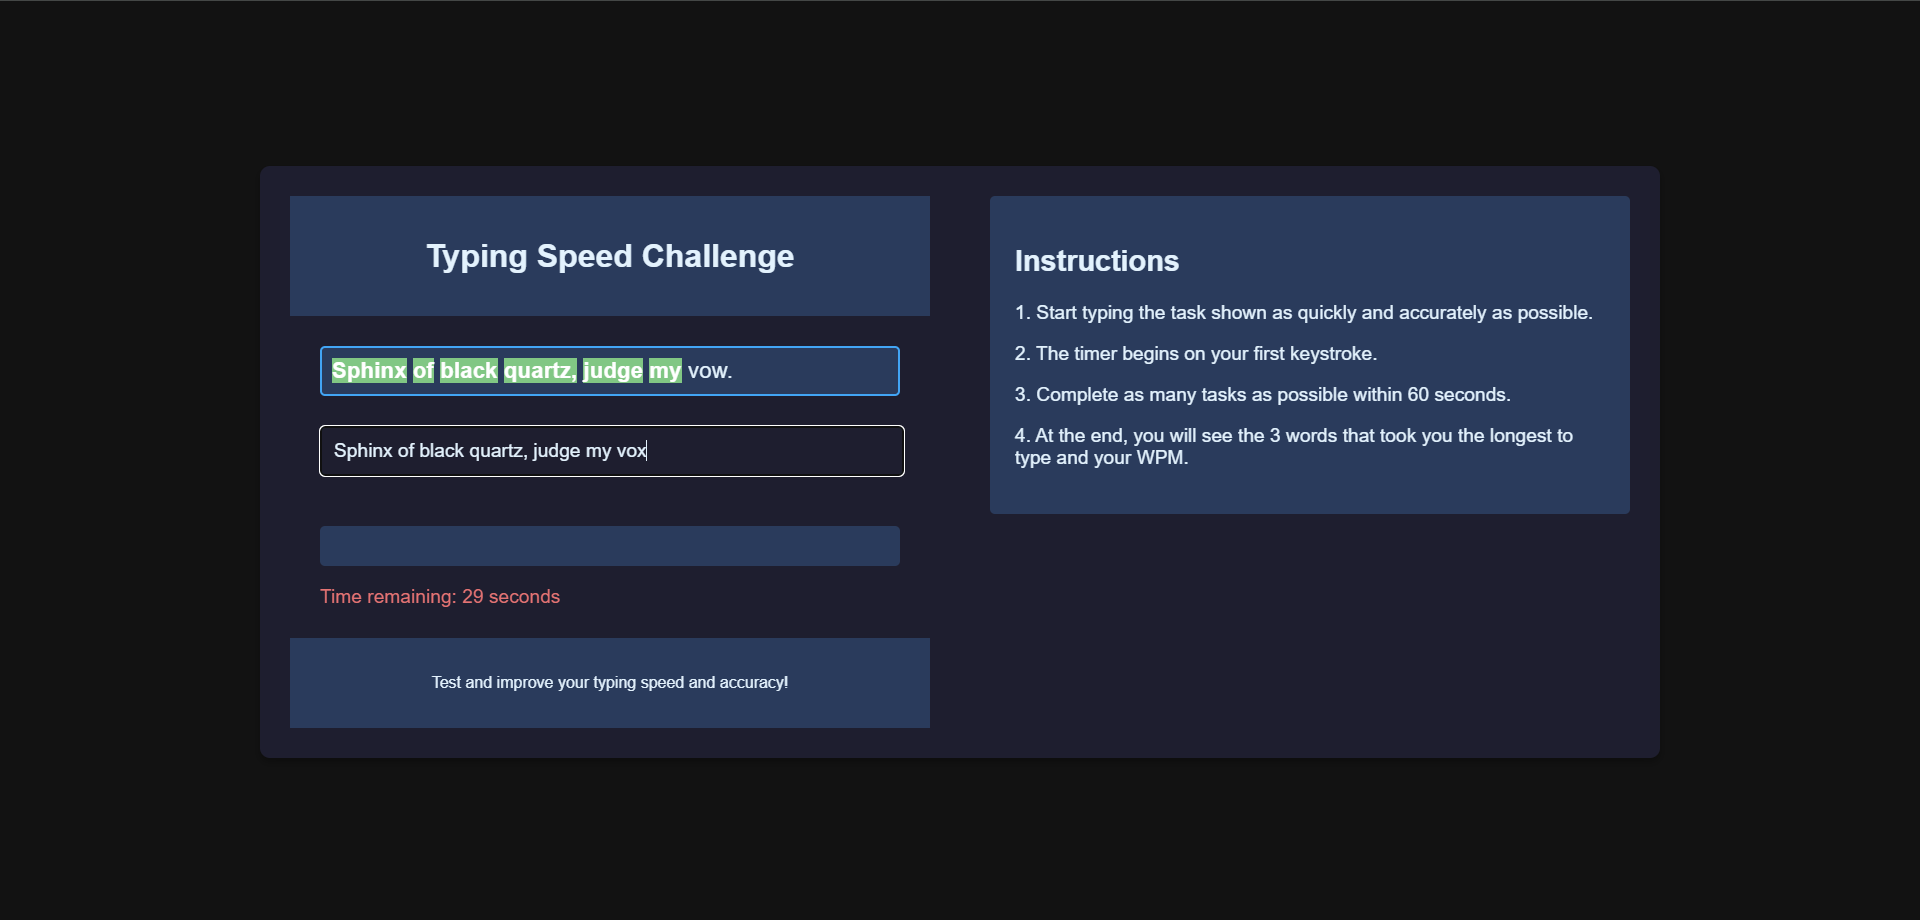 Typing Speed Challenge
Sphinx of black quartz, judge my vow.
Sphinx of black quartz, judge my vox
Time remaining: 29 seconds
Test and improve your typing speed and accuracy!
Instructions
1. Start typing the task shown as quickly and accurately as possible.
2. The timer begins on your first keystroke.
3. Complete as many tasks as possible within 60 seconds.
4. At the end, you will see the 3 words that took you the longest to
type and your WPM.